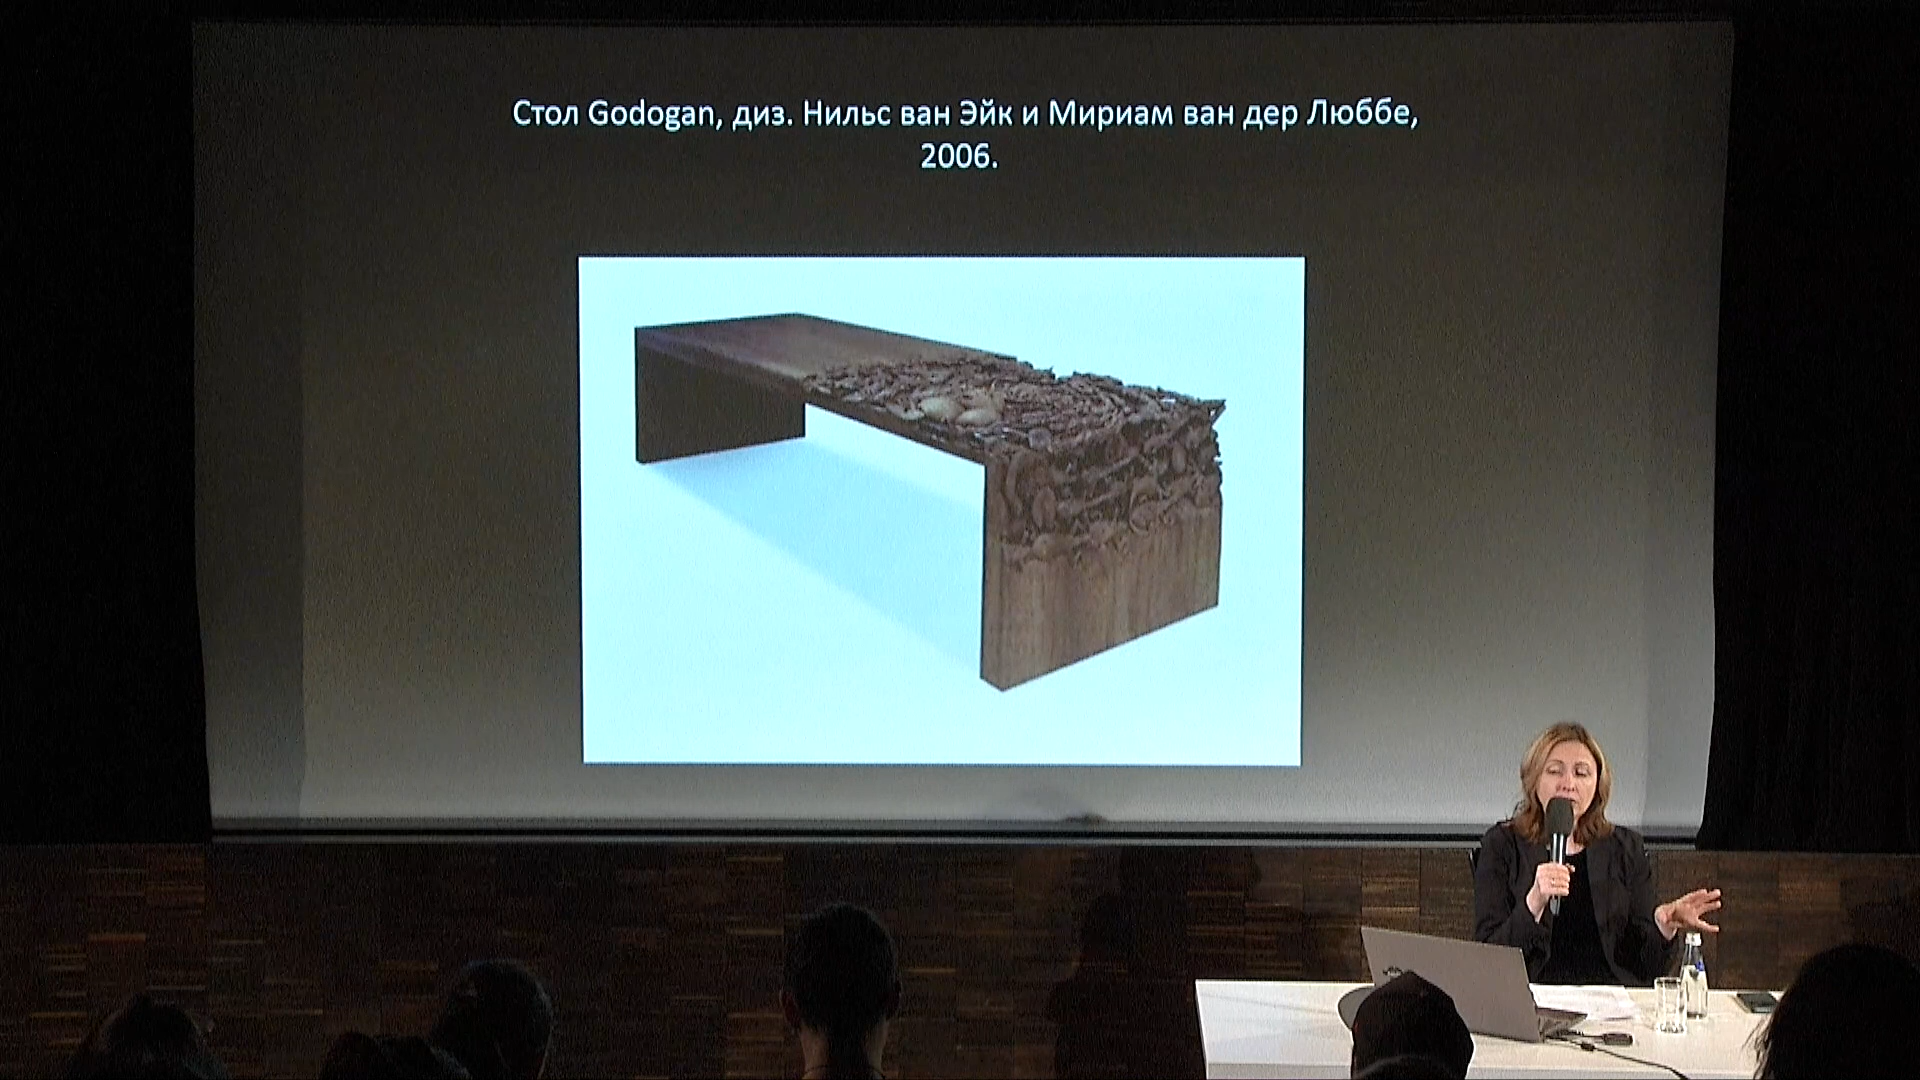 Стол Godogan, диз. Нильс ван Эйк и Мириам ван дер Люббе,
2006.